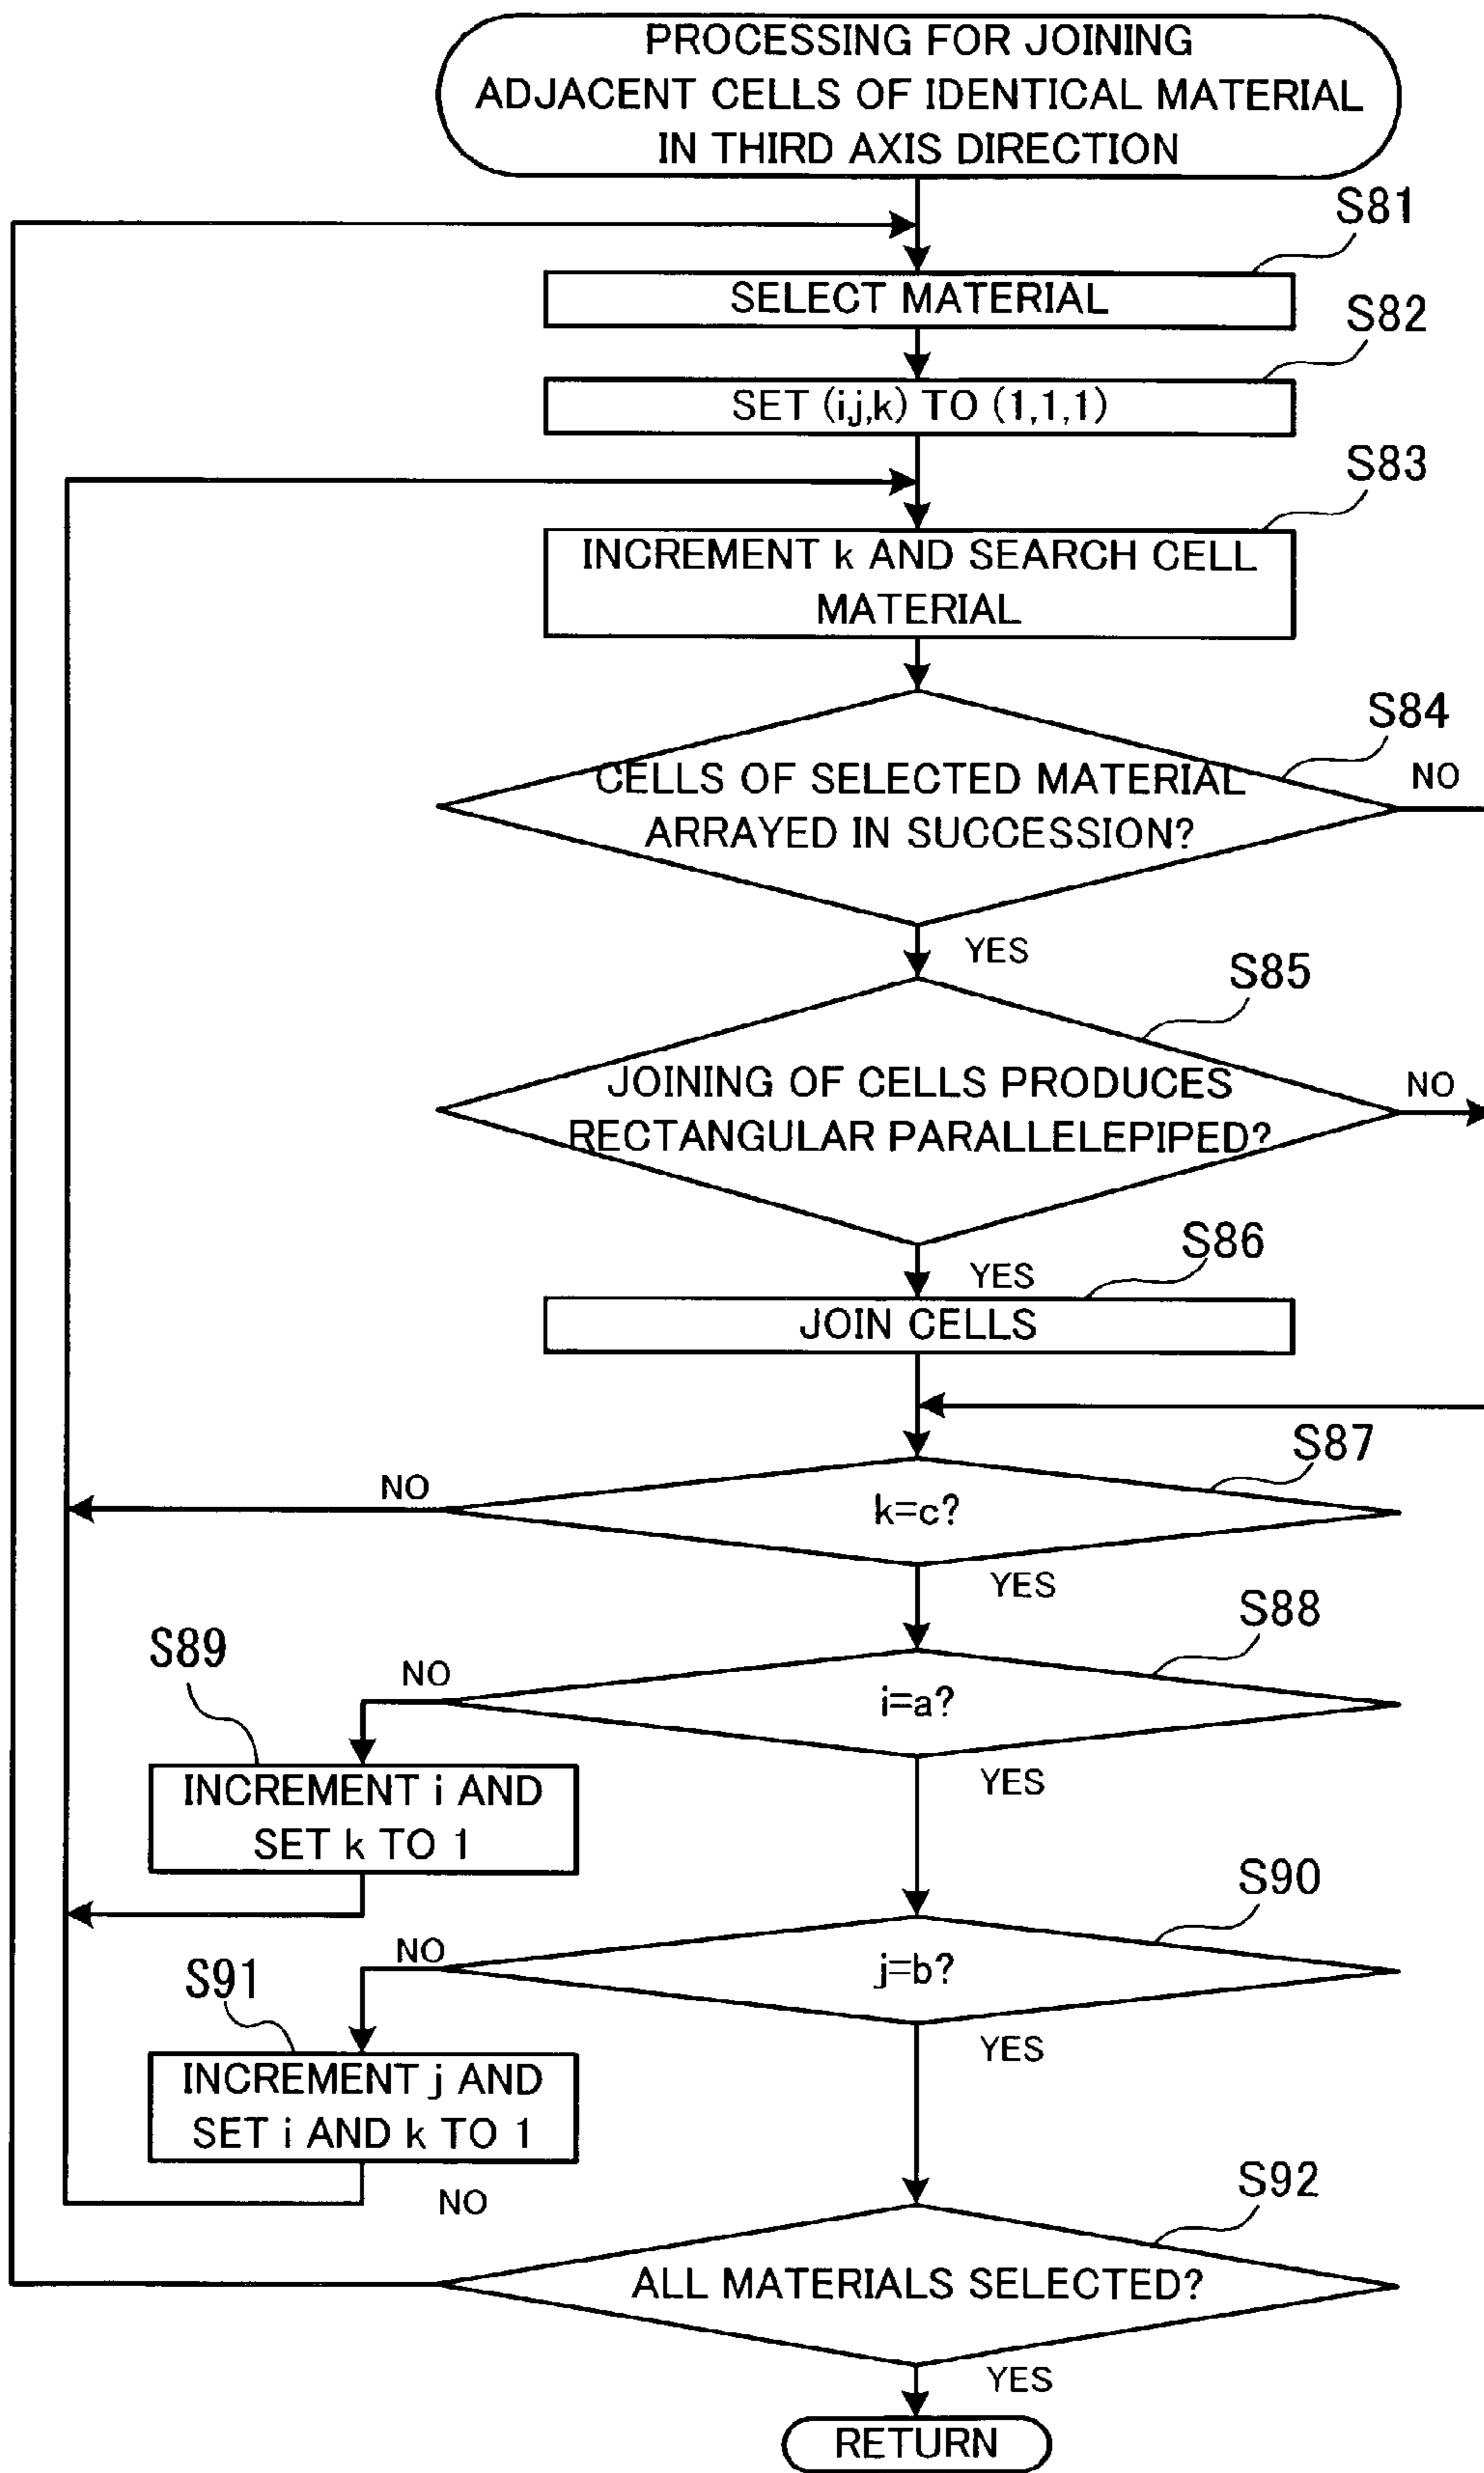 PROCESSING FOR JOINING
ADJACENT CELLS OF IDENTICAL MATERIAL
IN THIRD AXIS DIRECTION
S81
SELECT MATERIAL
S82
SET (i,j,k) TO (1,1,1)
S83
INCREMENT k AND SEARCH CELL
MATERIAL
S84
CELLS OF SELECTED MATERIAL
ARRAYED IN SUCCESSION?
NO
YES
S85
JOINING OF CELLS PRODUCES
RECTANGULAR PARALLELEPIPED?
NO
YES
S86
JOIN CELLS
S87
k=c?
NO
YES
S88
i=a?
NO
YES
S89
INCREMENT i AND
SET k TO 1
S90
j=b?
NO
YES
S91
INCREMENT j AND
SET i AND k TO 1
NO
S92
ALL MATERIALS SELECTED?
YES
RETURN